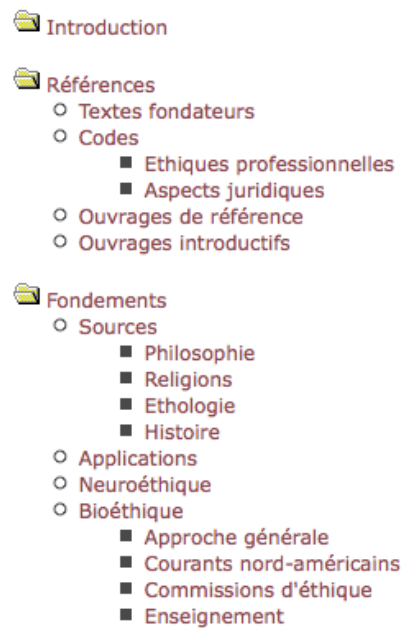 Introduction
Références
Textes fondateurs
Codes
Ethiques professionnelles
Aspects juridiques
Ouvrages de référence
Ouvrages introductifs
Fondements
Sources
Philosophie
Religions
Ethologie
Histoire
Applications
Neuroéthique
Bioéthique
Approche générale
Courants nord-américains
Commissions d'éthique
Enseignement